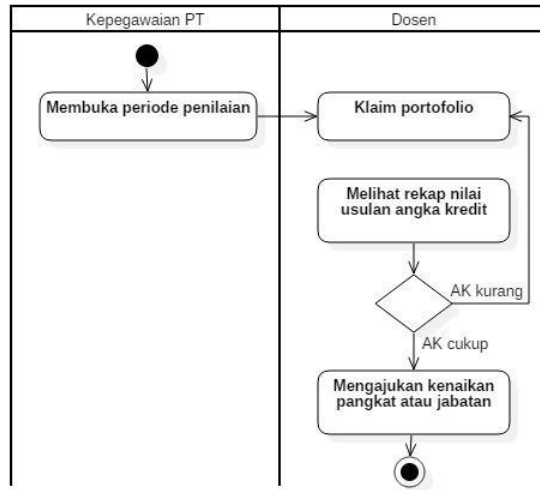 Kepegawaian PT
Dosen
Membuka periode penilaian
Klaim portofolio
Melihat rekap nilai
usulan angka kredit
AK kurang
AK cukup
Mengajukan kenaikan
pangkat atau jabatan